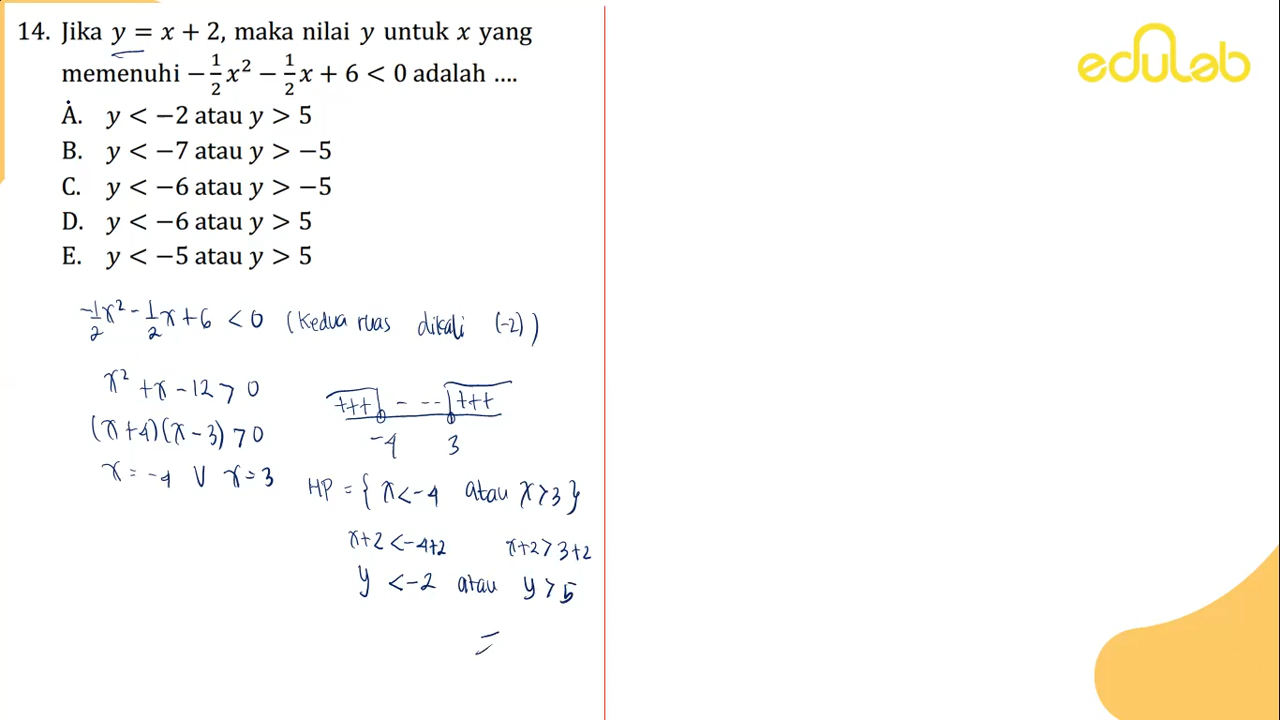 14. Jika y = x + 2, maka nilai y untuk x yang
memenuhi −1/2x² − 1/2x + 6 < 0 adalah ....
A. y < −2 atau y > 5
B. y < −7 atau y > −5
C. y < −6 atau y > −5
D. y < −6 atau y > 5
E. y < −5 atau y > 5
edulab
-1/2x² - 1/2x + 6 < 0 (Kedua ruas dikali (-2))
x² + x - 12 > 0
(x+4)(x-3) > 0
x = -4 V x = 3
+++ - -- +++
-4 3
HP = { x < -4 atau x > 3 }
x+2 < -4+2 x+2 > 3+2
y < -2 atau y > 5